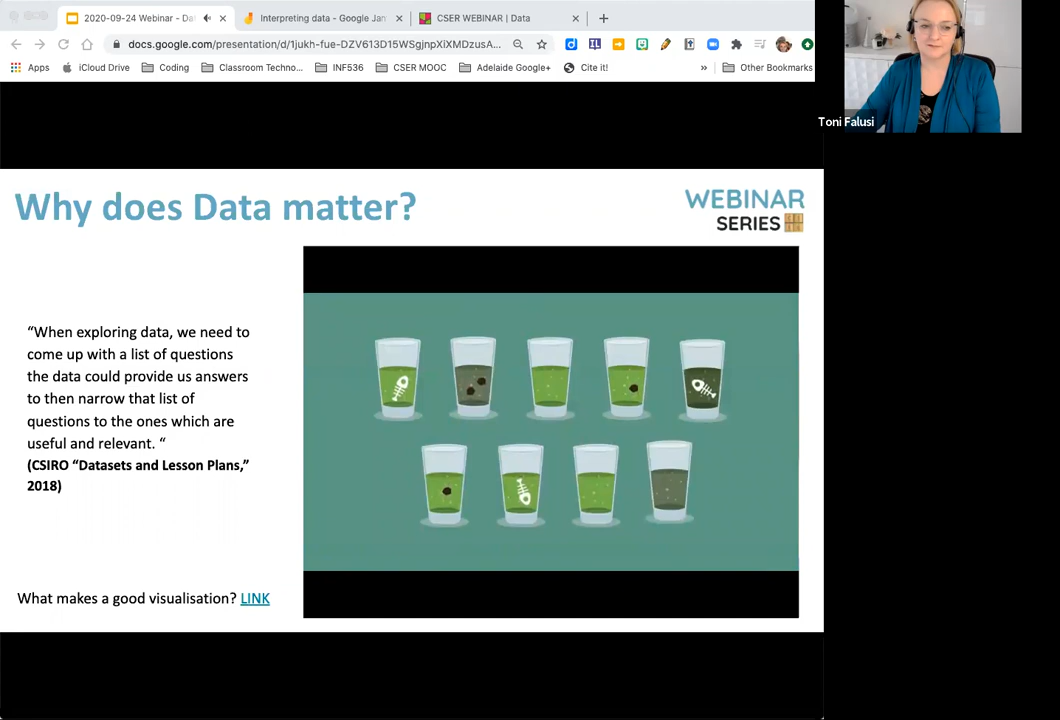 2020-09-24 Webinar - Da
Interpreting data - Google Jam
CSER WEBINAR | Data
docs.google.com/presentation/d/1jukh-fue-DZV613D15WSgjnpXiXMDzusA...
Apps
iCloud Drive
Coding
Classroom Techno...
INF536
CSER MOOC
Adelaide Google+
Cite it!
»
Other Bookmarks
Toni Falusi
Why does Data matter?
WEBINAR
SERIES
“When exploring data, we need to
come up with a list of questions
the data could provide us answers
to then narrow that list of
questions to the ones which are
useful and relevant. “
(CSIRO “Datasets and Lesson Plans,”
2018)
What makes a good visualisation? LINK